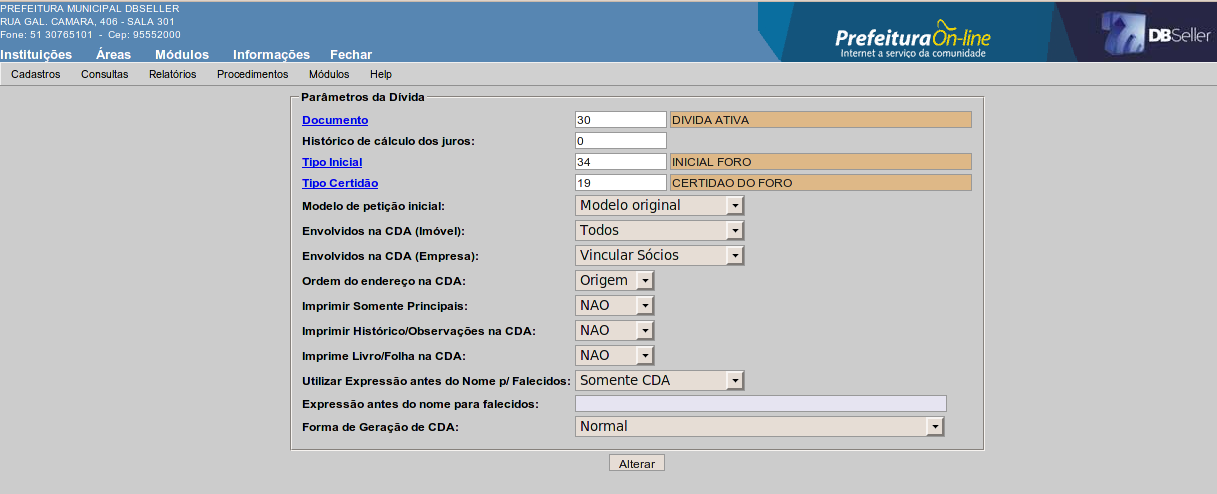 PREFEITURA MUNICIPAL DBSELLER
RUA GAL. CAMARA, 406 - SALA 301
Fone: 51 30765101 - Cep: 95552000
PrefeituraOn-line
Internet a serviço da comunidade
DBSeller
Instituições Áreas Módulos Informações Fechar
Cadastros Consultas Relatórios Procedimentos Módulos Help
Parâmetros da Dívida
Documento 30 DIVIDA ATIVA
Histórico de cálculo dos juros: 0
Tipo Inicial 34 INICIAL FORO
Tipo Certidão 19 CERTIDAO DO FORO
Modelo de petição inicial: Modelo original
Envolvidos na CDA (Imóvel): Todos
Envolvidos na CDA (Empresa): Vincular Sócios
Ordem do endereço na CDA: Origem
Imprimir Somente Principais: NAO
Imprimir Histórico/Observações na CDA: NAO
Imprime Livro/Folha na CDA: NAO
Utilizar Expressão antes do Nome p/ Falecidos: Somente CDA
Expressão antes do nome para falecidos:
Forma de Geração de CDA: Normal
Alterar